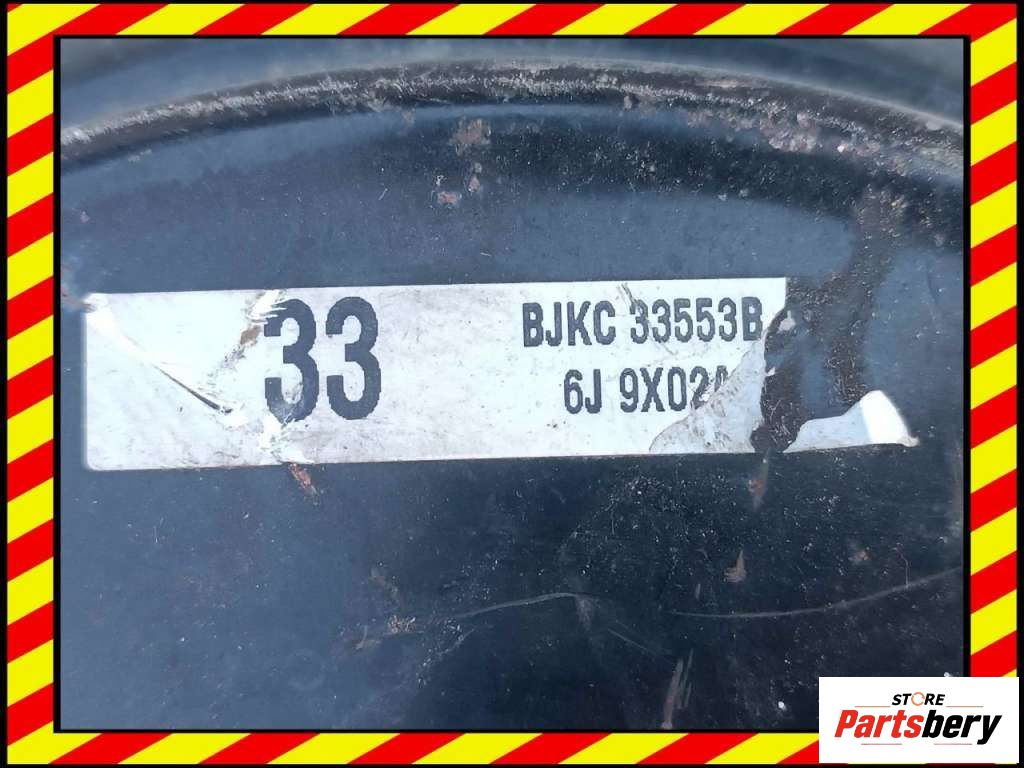 33
BJKC 33553B
6J 9X02
STORE
Partsbery